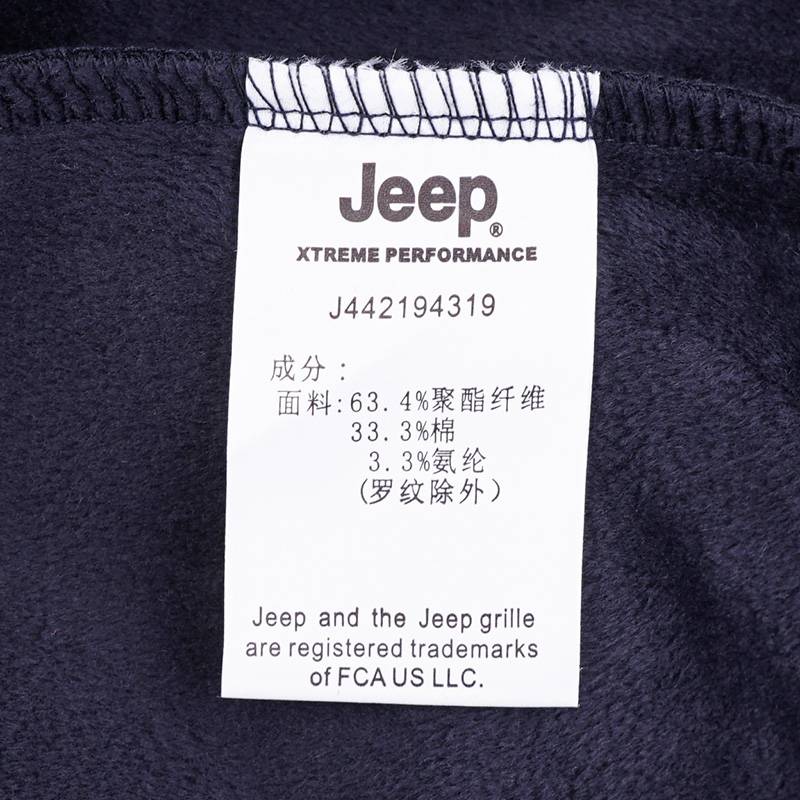 Jeep®
XTREME PERFORMANCE
J442194319
成分：
面料:63.4%聚酯纤维
33.3%棉
3.3%氨纶
(罗纹除外)
Jeep and the Jeep grille
are registered trademarks
of FCA US LLC.